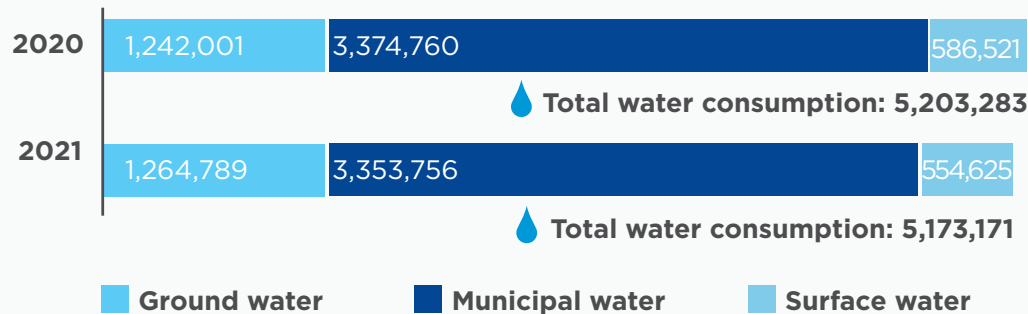 2020 1,242,001 3,374,760 586,521
Total water consumption: 5,203,283
2021 1,264,789 3,353,756 554,625
Total water consumption: 5,173,171
Ground water Municipal water Surface water